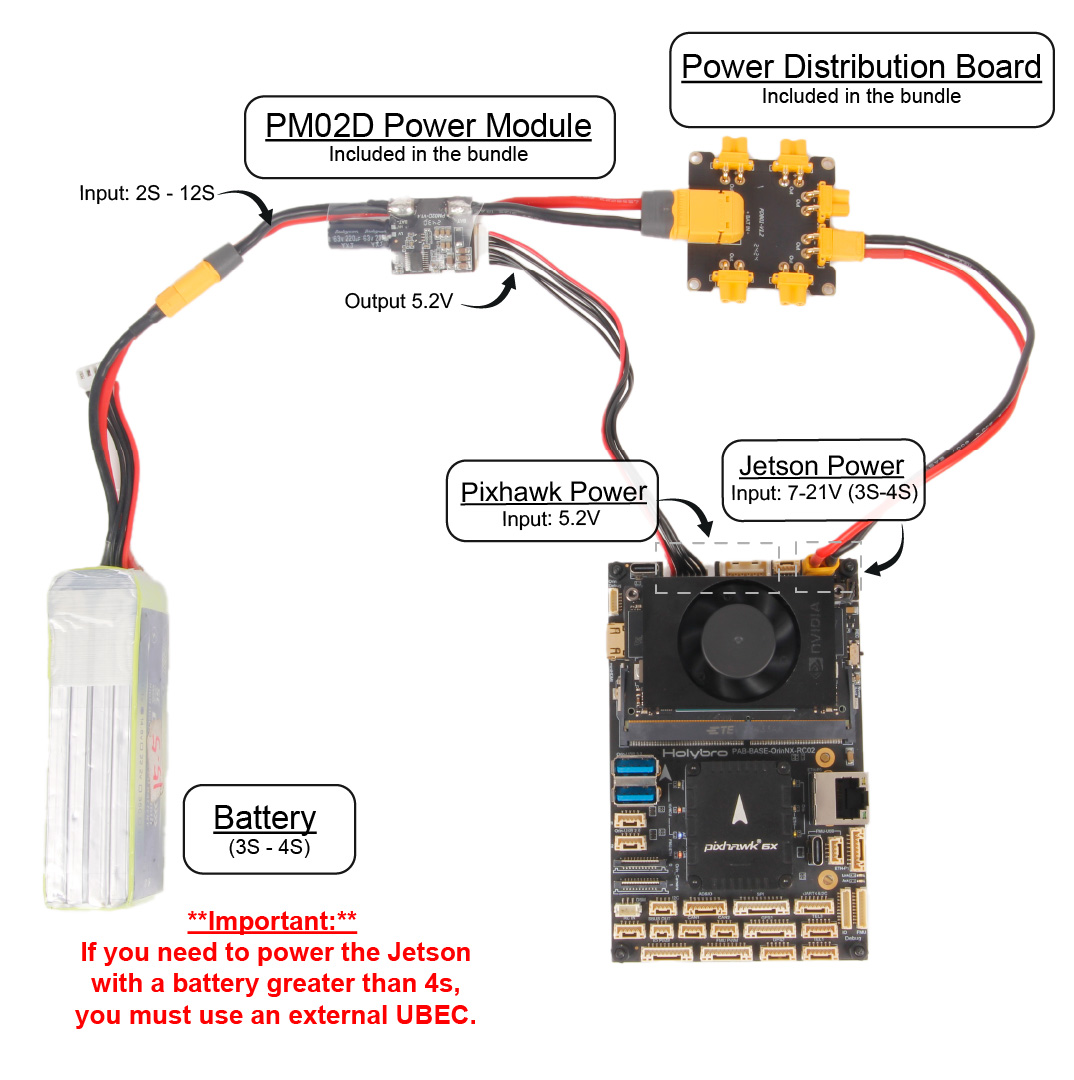 Power Distribution Board
Included in the bundle
PM02D Power Module
Included in the bundle
Input: 2S - 12S
Output 5.2V
Jetson Power
Input: 7-21V (3S-4S)
Pixhawk Power
Input: 5.2V
NVIDIA
TE
Holybro PAB-BASE-OrinNX-RC02
pixhawk 6X
Debug
Battery
(3S - 4S)
**Important:**
If you need to power the Jetson
with a battery greater than 4s,
you must use an external UBEC.